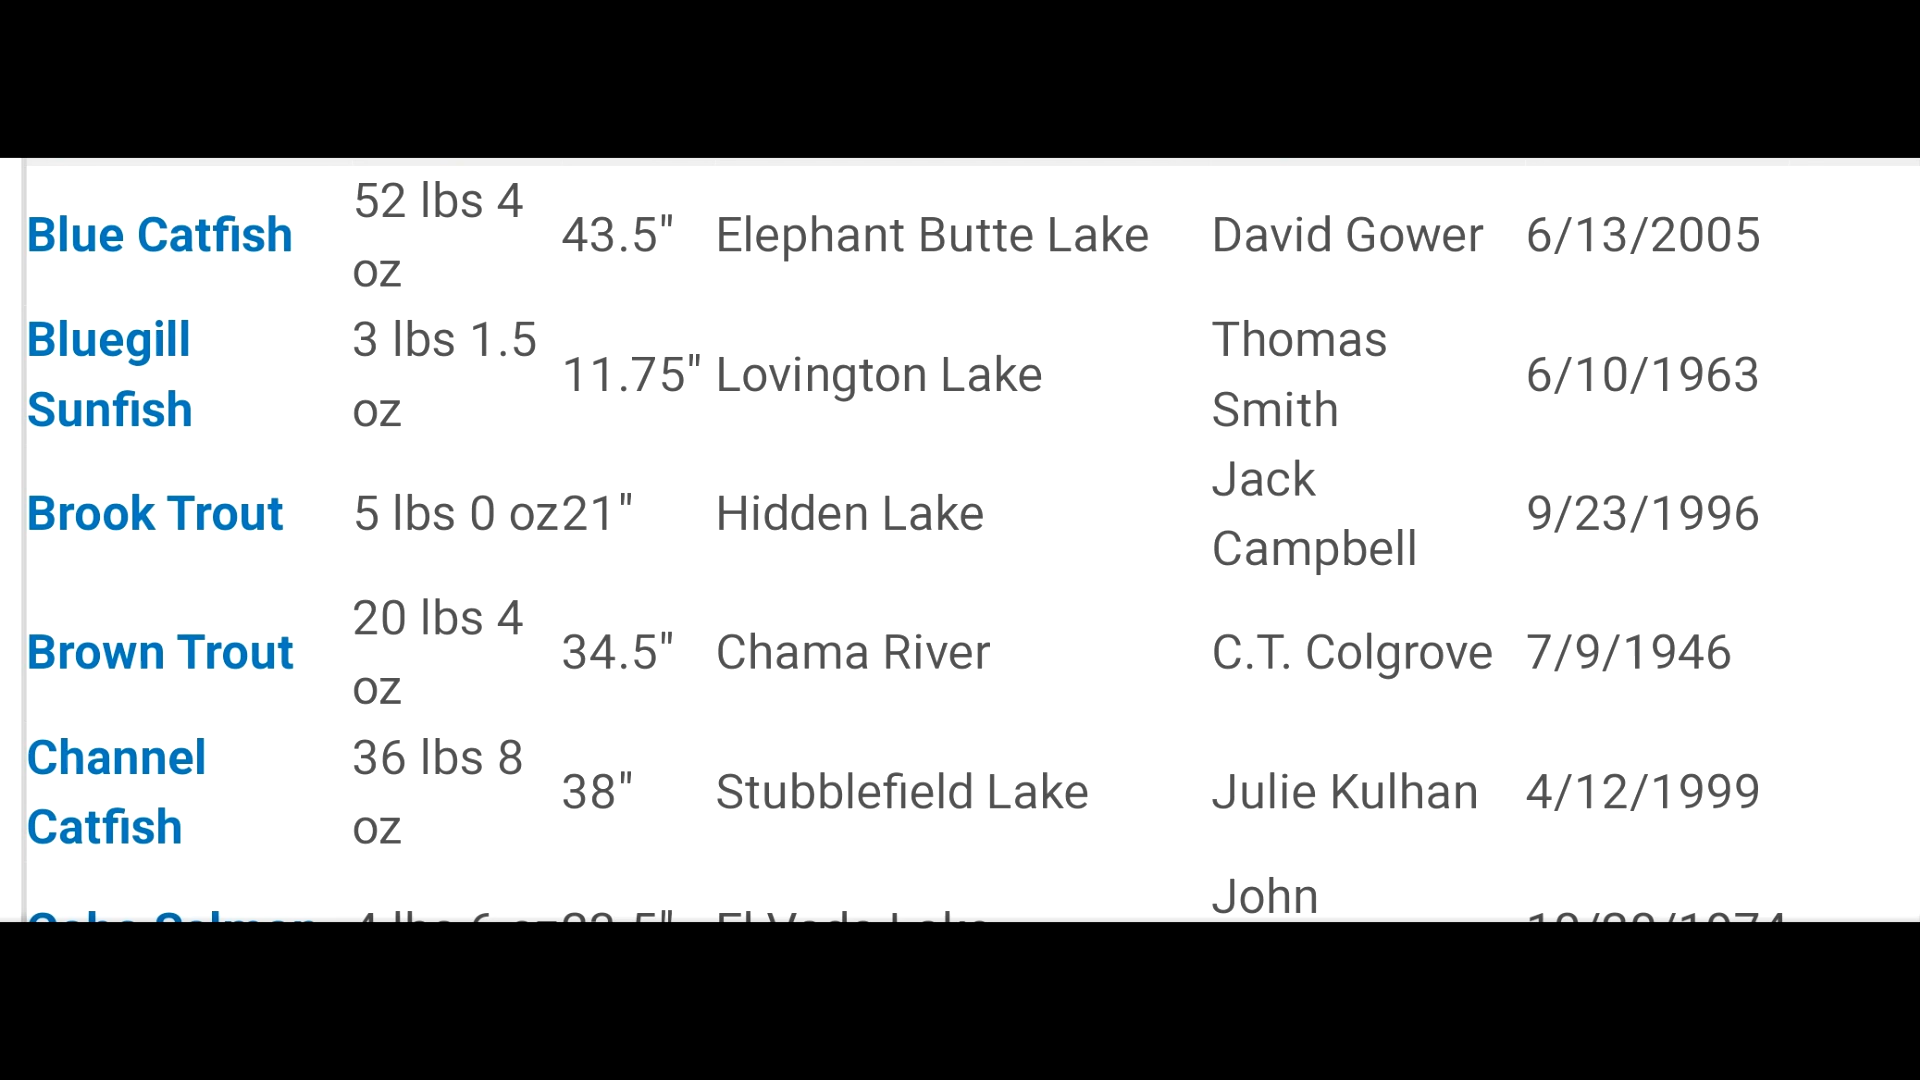 Blue Catfish 52 lbs 4 oz 43.5" Elephant Butte Lake David Gower 6/13/2005
Bluegill Sunfish 3 lbs 1.5 oz 11.75" Lovington Lake Thomas Smith 6/10/1963
Brook Trout 5 lbs 0 oz 21" Hidden Lake Jack Campbell 9/23/1996
Brown Trout 20 lbs 4 oz 34.5" Chama River C.T. Colgrove 7/9/1946
Channel Catfish 36 lbs 8 oz 38" Stubblefield Lake Julie Kulhan 4/12/1999
John